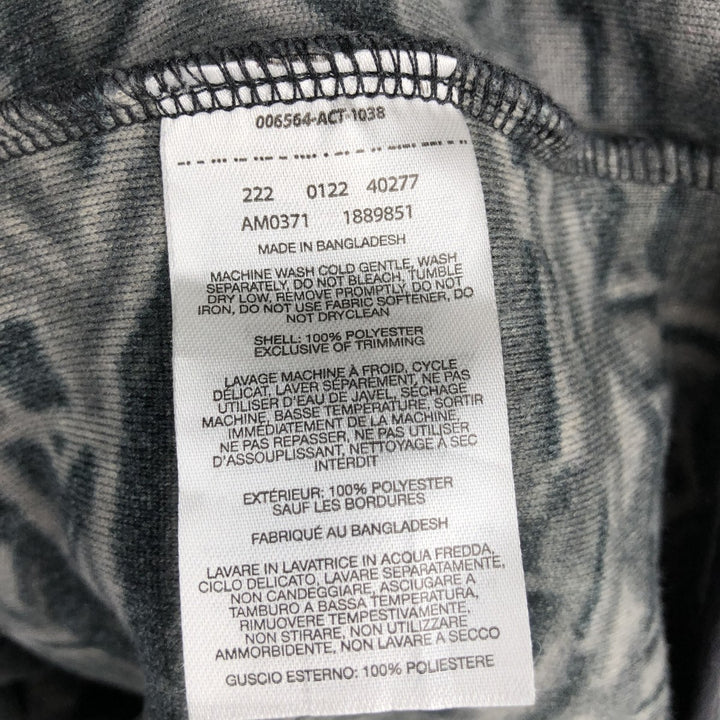 006564-ACT-1038
222 0122 40277
AM0371 1889851
MADE IN BANGLADESH
MACHINE WASH COLD GENTLE, WASH
SEPARATELY, DO NOT BLEACH, TUMBLE
DRY LOW, REMOVE PROMPTLY, DO NOT
IRON, DO NOT USE FABRIC SOFTENER, DO
NOT DRYCLEAN
SHELL: 100% POLYESTER
EXCLUSIVE OF TRIMMING
LAVAGE MACHINE À FROID, CYCLE
DÉLICAT, LAVER SÉPARÉMENT, NE PAS
UTILISER D'EAU DE JAVEL, SÉCHAGE
MACHINE, BASSE TEMPÉRATURE, SORTIR
IMMÉDIATEMENT DE LA MACHINE,
NE PAS REPASSER, NE PAS UTILISER
D'ASSOUPLISSANT, NETTOYAGE À SEC
INTERDIT
EXTÉRIEUR: 100% POLYESTER
SAUF LES BORDURES
FABRIQUÉ AU BANGLADESH
LAVARE IN LAVATRICE IN ACQUA FREDDA,
CICLO DELICATO, LAVARE SEPARATAMENTE,
NON CANDEGGIARE, ASCIUGARE A
TAMBURO A BASSA TEMPERATURA,
RIMUOVERE TEMPESTIVAMENTE,
NON STIRARE, NON UTILIZZARE
AMMORBIDENTE, NON LAVARE A SECCO
GUSCIO ESTERNO: 100% POLIESTERE